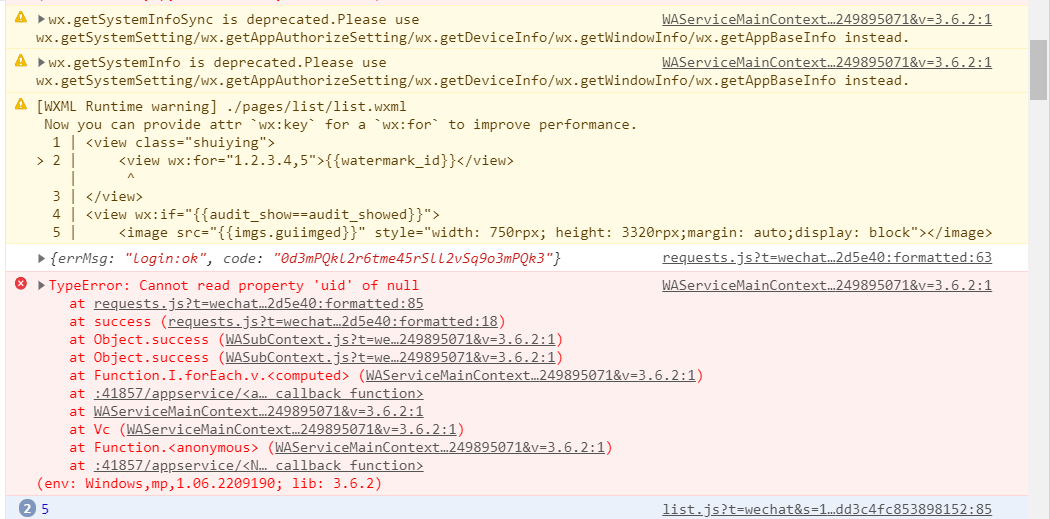 wx.getSystemInfoSync is deprecated.Please use WAServiceMainContext…249895071&v=3.6.2:1
wx.getSystemSetting/wx.getAppAuthorizeSetting/wx.getDeviceInfo/wx.getWindowInfo/wx.getAppBaseInfo instead.
wx.getSystemInfo is deprecated.Please use WAServiceMainContext…249895071&v=3.6.2:1
wx.getSystemSetting/wx.getAppAuthorizeSetting/wx.getDeviceInfo/wx.getWindowInfo/wx.getAppBaseInfo instead.
[WXML Runtime warning] ./pages/list/list.wxml
Now you can provide attr `wx:key` for a `wx:for` to improve performance.
1 | <view class="shuiying">
> 2 |     <view wx:for="1.2.3.4,5">{{watermark_id}}</view>
|      ^
3 | </view>
4 | <view wx:if="{{audit_show==audit_showed}}">
5 |     <image src="{{imgs.guiimged}}" style="width: 750rpx; height: 3320rpx;margin: auto;display: block"></image>
{errMsg: "login:ok", code: "0d3mPQkl2r6tme45rSll2vSq9o3mPQk3"} requests.js?t=wechat…2d5e40:formatted:63
TypeError: Cannot read property 'uid' of null WAServiceMainContext…249895071&v=3.6.2:1
at requests.js?t=wechat…2d5e40:formatted:85
at success (requests.js?t=wechat…2d5e40:formatted:18)
at Object.success (WASubContext.js?t=we…249895071&v=3.6.2:1)
at Object.success (WASubContext.js?t=we…249895071&v=3.6.2:1)
at Function.I.forEach.v.<computed> (WAServiceMainContext…249895071&v=3.6.2:1)
at :41857/appservice/<a… callback function>
at WAServiceMainContext…249895071&v=3.6.2:1
at Vc (WAServiceMainContext…249895071&v=3.6.2:1)
at Function.<anonymous> (WAServiceMainContext…249895071&v=3.6.2:1)
at :41857/appservice/<N… callback function>
(env: Windows,mp,1.06.2209190; lib: 3.6.2)
2 5 list.js?t=wechat&s=1…dd3c4fc853898152:85